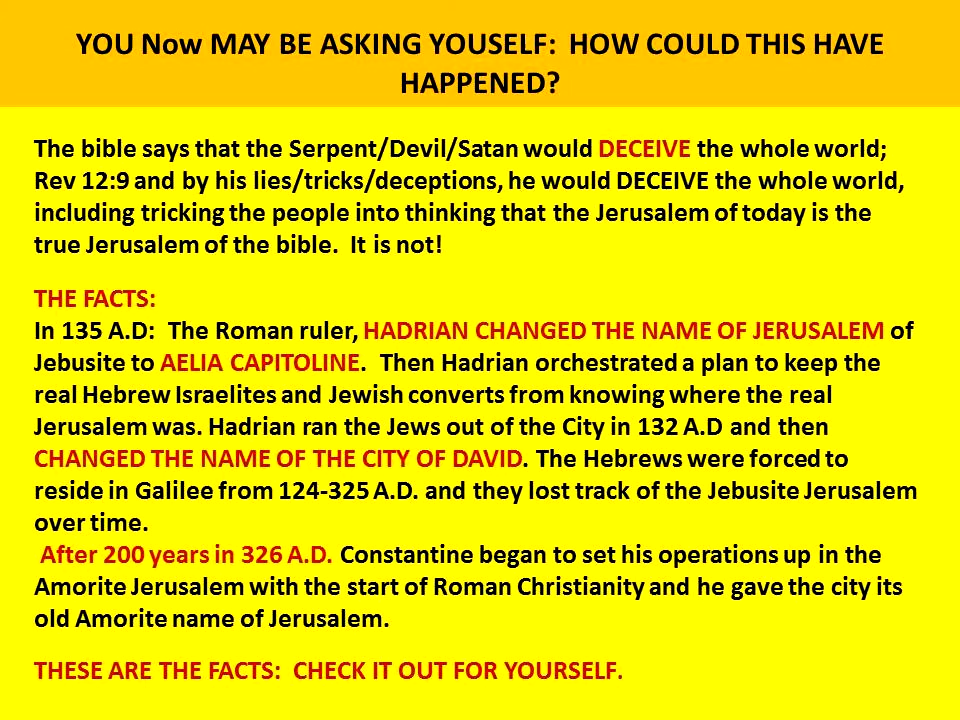 YOU Now MAY BE ASKING YOUSELF:  HOW COULD THIS HAVE
HAPPENED?
The bible says that the Serpent/Devil/Satan would DECEIVE the whole world;
Rev 12:9 and by his lies/tricks/deceptions, he would DECEIVE the whole world,
including tricking the people into thinking that the Jerusalem of today is the
true Jerusalem of the bible.  It is not!
THE FACTS:
In 135 A.D:  The Roman ruler, HADRIAN CHANGED THE NAME OF JERUSALEM of
Jebusite to AELIA CAPITOLINE.  Then Hadrian orchestrated a plan to keep the
real Hebrew Israelites and Jewish converts from knowing where the real
Jerusalem was. Hadrian ran the Jews out of the City in 132 A.D and then
CHANGED THE NAME OF THE CITY OF DAVID. The Hebrews were forced to
reside in Galilee from 124-325 A.D. and they lost track of the Jebusite Jerusalem
over time.
After 200 years in 326 A.D. Constantine began to set his operations up in the
Amorite Jerusalem with the start of Roman Christianity and he gave the city its
old Amorite name of Jerusalem.
THESE ARE THE FACTS:  CHECK IT OUT FOR YOURSELF.